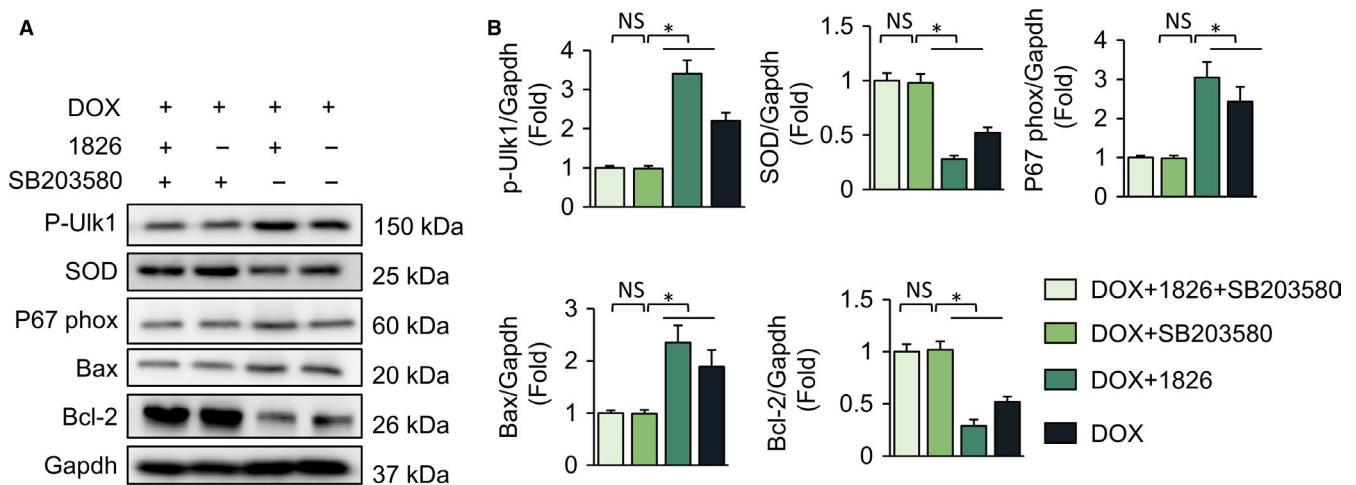 A
DOX + + + +
1826 + – + –
SB203580 + + – –
P-Ulk1 150 kDa
SOD 25 kDa
P67 phox 60 kDa
Bax 20 kDa
Bcl-2 26 kDa
Gapdh 37 kDa
B
p-Ulk1/Gapdh
(Fold)
4
3
2
1
0
NS *
SOD/Gapdh
(Fold)
1.5
1
0.5
0
NS *
P67 phox/Gapdh
(Fold)
4
3
2
1
0
NS *
Bax/Gapdh
(Fold)
3
2
1
0
NS *
Bcl-2/Gapdh
(Fold)
1.5
1
0.5
0
NS *
DOX+1826+SB203580
DOX+SB203580
DOX+1826
DOX